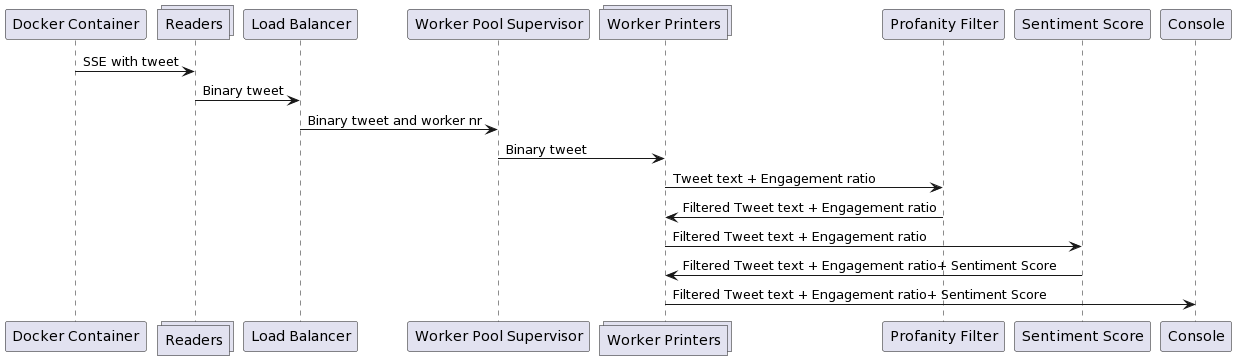 Docker Container
Readers
Load Balancer
Worker Pool Supervisor
Worker Printers
Profanity Filter
Sentiment Score
Console
SSE with tweet
Binary tweet
Binary tweet and worker nr
Binary tweet
Tweet text + Engagement ratio
Filtered Tweet text + Engagement ratio
Filtered Tweet text + Engagement ratio
Filtered Tweet text + Engagement ratio+ Sentiment Score
Filtered Tweet text + Engagement ratio+ Sentiment Score
Docker Container
Readers
Load Balancer
Worker Pool Supervisor
Worker Printers
Profanity Filter
Sentiment Score
Console